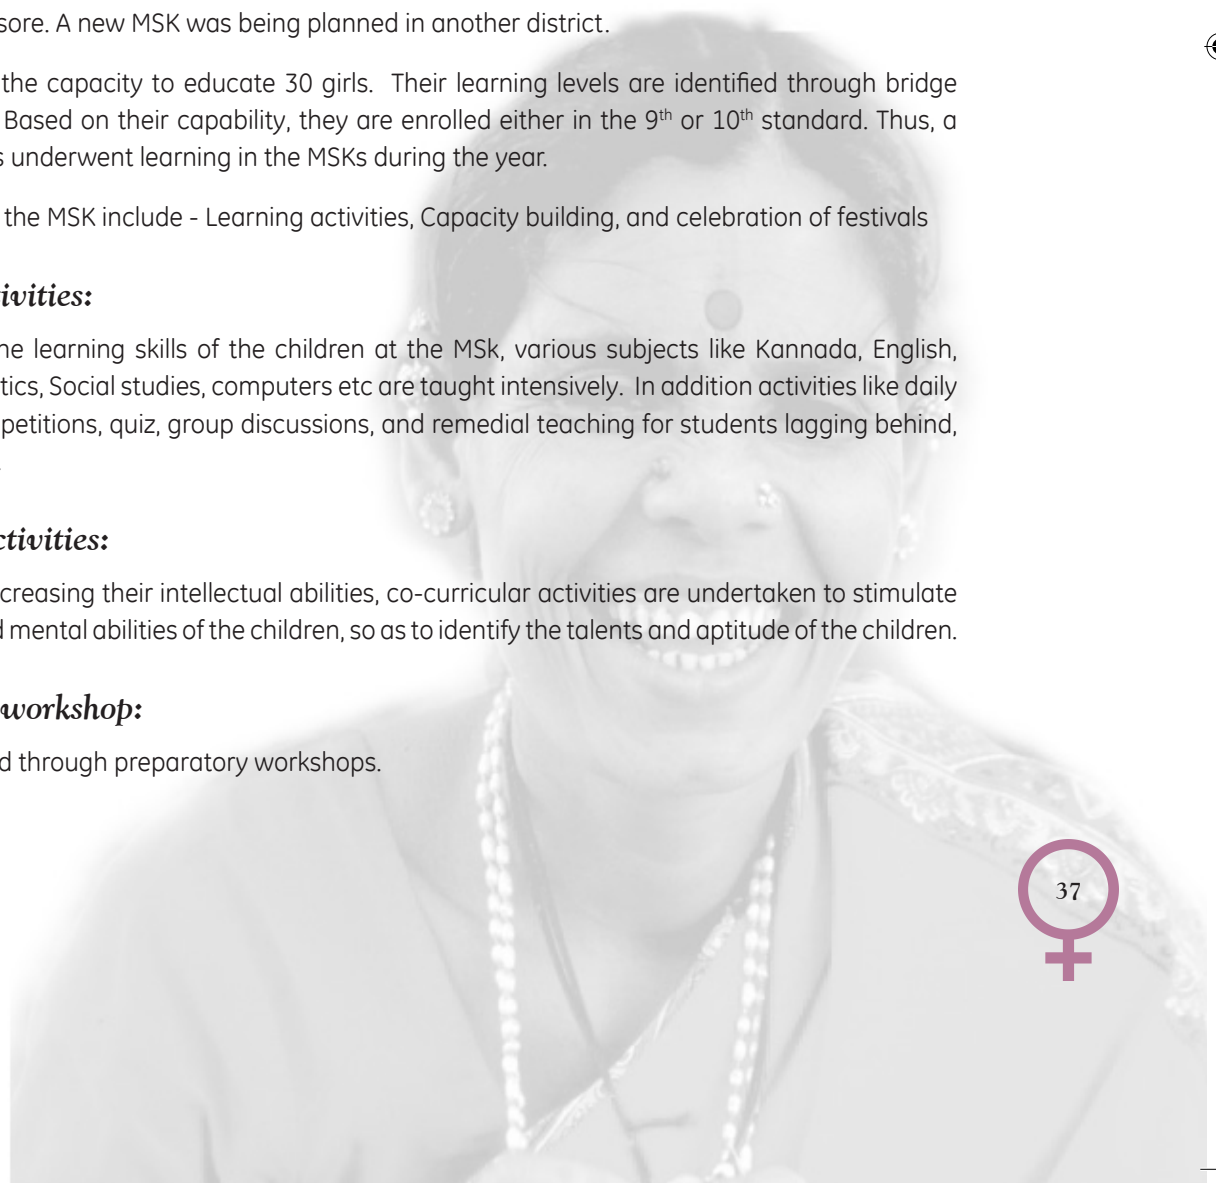 sore. A new MSK was being planned in another district.
the capacity to educate 30 girls. Their learning levels are identified through bridge
Based on their capability, they are enrolled either in the 9th or 10th standard. Thus, a
s underwent learning in the MSKs during the year.
the MSK include - Learning activities, Capacity building, and celebration of festivals
ivities:
he learning skills of the children at the MSk, various subjects like Kannada, English,
tics, Social studies, computers etc are taught intensively. In addition activities like daily
petitions, quiz, group discussions, and remedial teaching for students lagging behind,
.
ctivities:
creasing their intellectual abilities, co-curricular activities are undertaken to stimulate
d mental abilities of the children, so as to identify the talents and aptitude of the children.
workshop:
d through preparatory workshops.
37